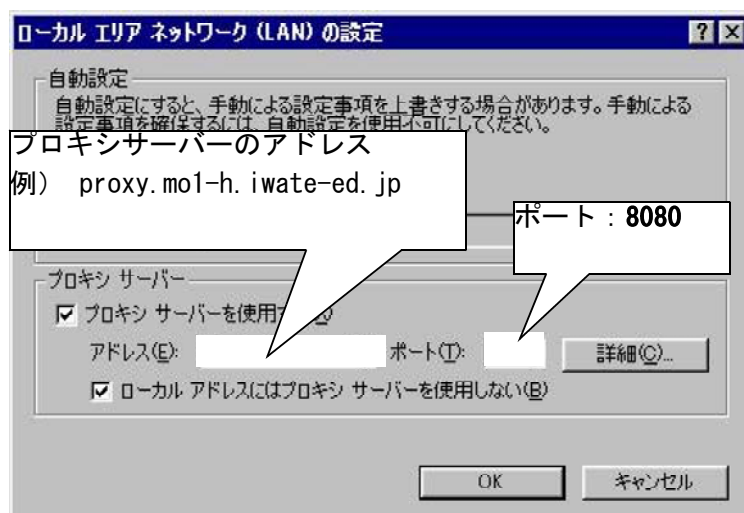 ローカル エリア ネットワーク (LAN) の設定
自動設定
自動設定にすると、手動による設定事項を上書きする場合があります。手動による
設定事項を確保するには、自動設定を使用不可にしてください。
プロキシサーバーのアドレス
例） proxy.mo1-h.iwate-ed.jp
ポート：8080
プロキシ サーバー
プロキシ サーバーを使用
アドレス(E): ポート(T): 詳細(C)...
ローカル アドレスにはプロキシ サーバーを使用しない(B)
OK キャンセル